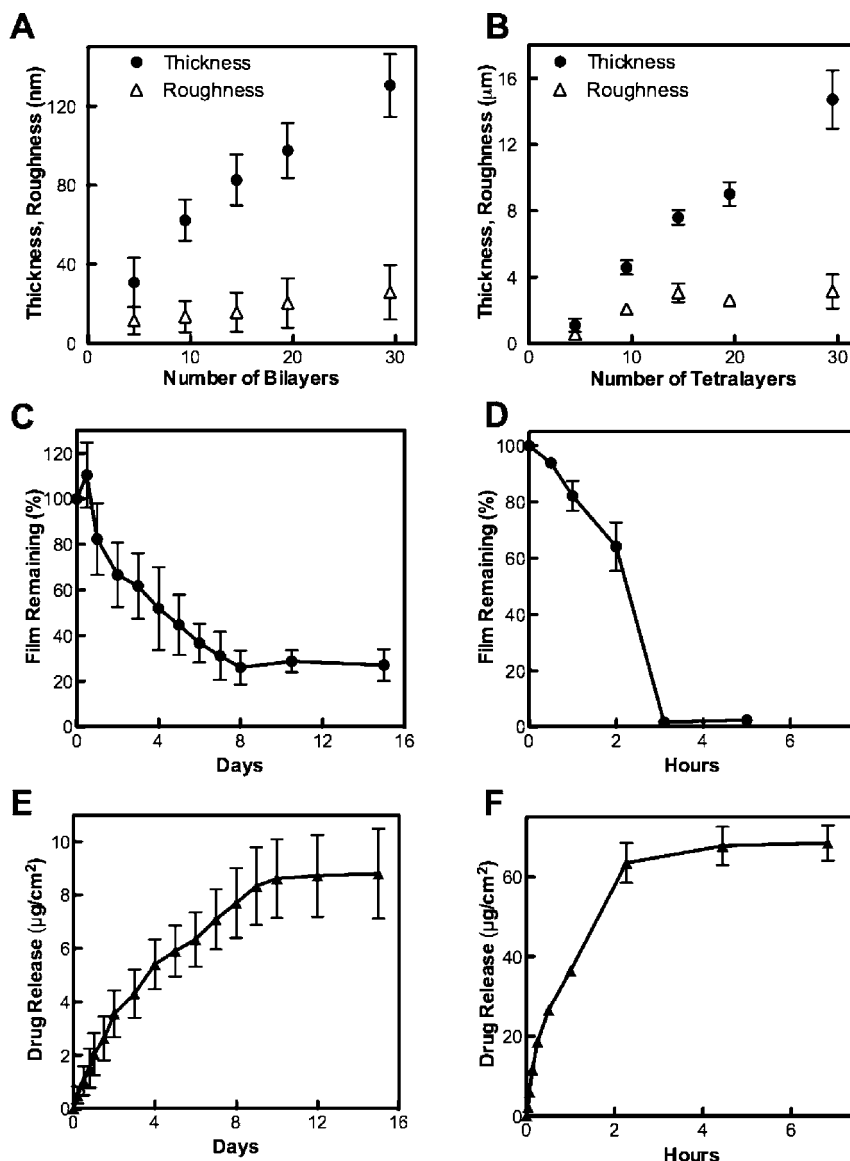 A
Thickness, Roughness (nm)
120
80
40
0
Thickness
Roughness
0 10 20 30
Number of Bilayers
B
Thickness, Roughness (μm)
16
12
8
4
0
Thickness
Roughness
0 10 20 30
Number of Tetralayers
C
Film Remaining (%)
120
100
80
60
40
20
0
0 4 8 12 16
Days
D
Film Remaining (%)
100
80
60
40
20
0
0 2 4 6
Hours
E
Drug Release (μg/cm²)
10
8
6
4
2
0
0 4 8 12 16
Days
F
Drug Release (μg/cm²)
60
40
20
0
0 2 4 6
Hours